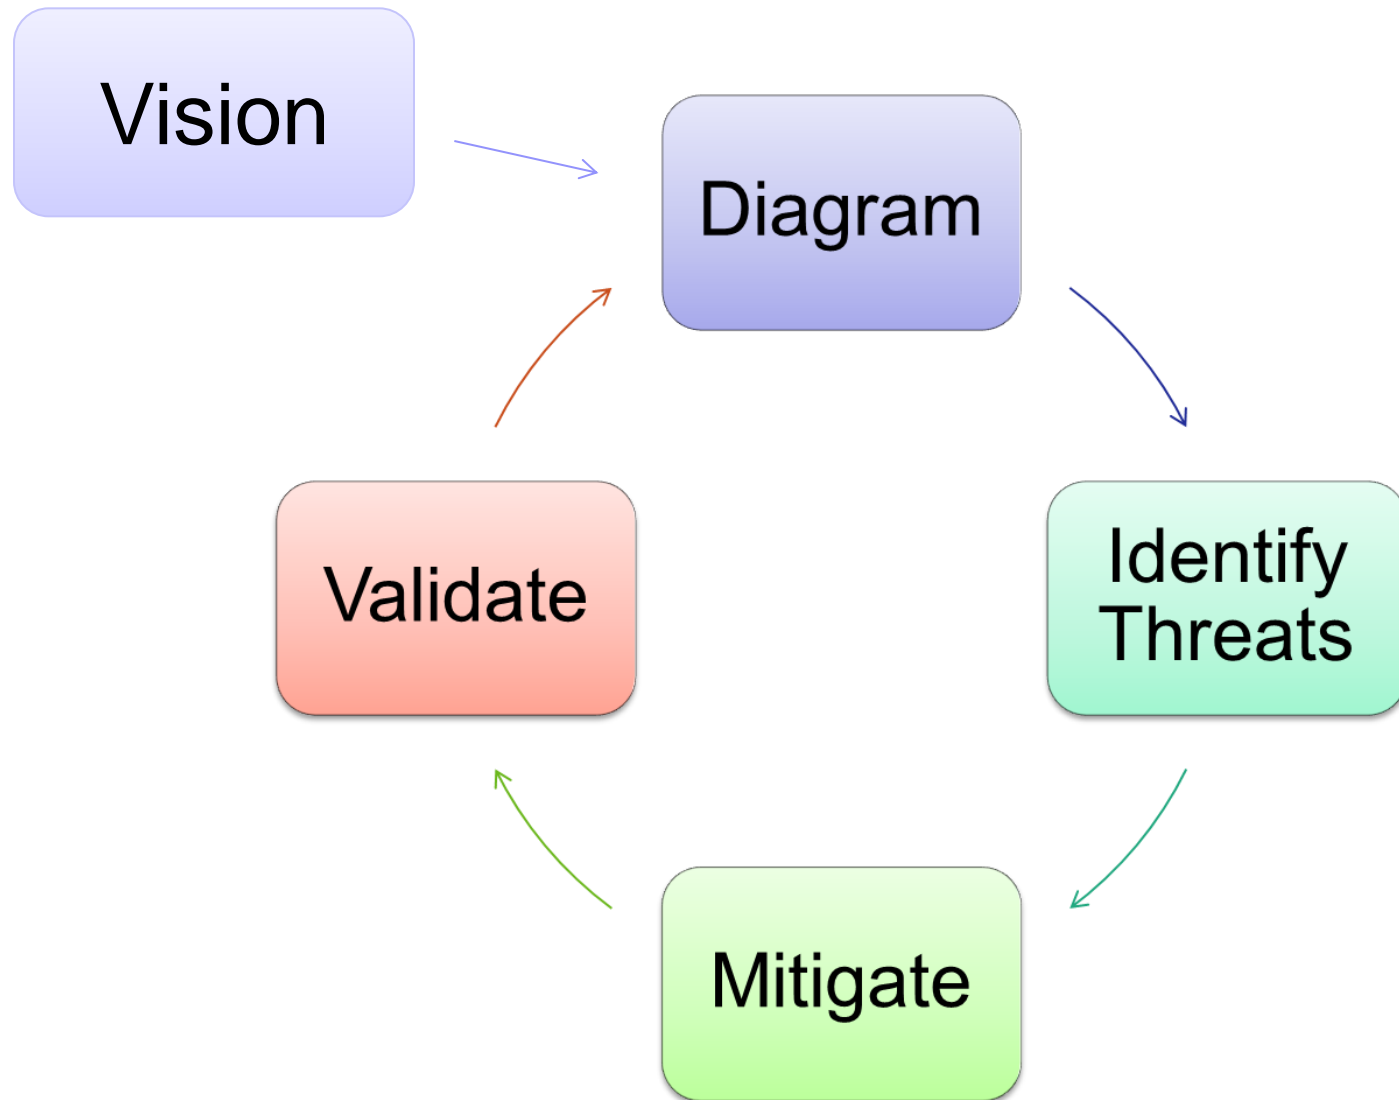 Vision
Diagram
Identify
Threats
Mitigate
Validate